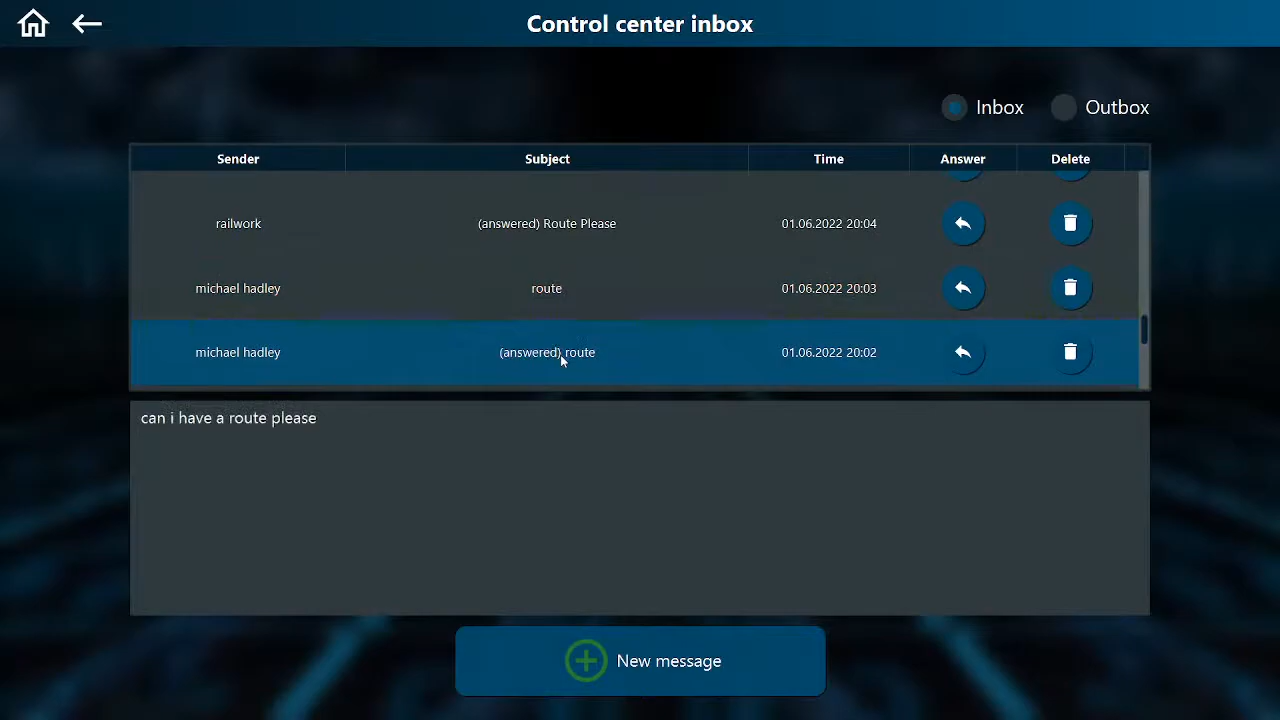 Control center inbox
Inbox
Outbox
Sender Subject Time Answer Delete
railwork (answered) Route Please 01.06.2022 20:04
michael hadley route 01.06.2022 20:03
michael hadley (answered) route 01.06.2022 20:02
can i have a route please
New message